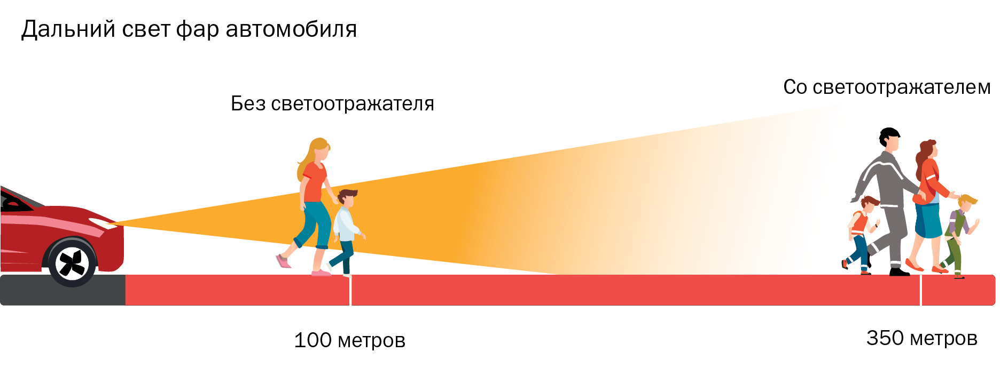 Дальний свет фар автомобиля
Без светоотражателя
Со светоотражателем
100 метров
350 метров